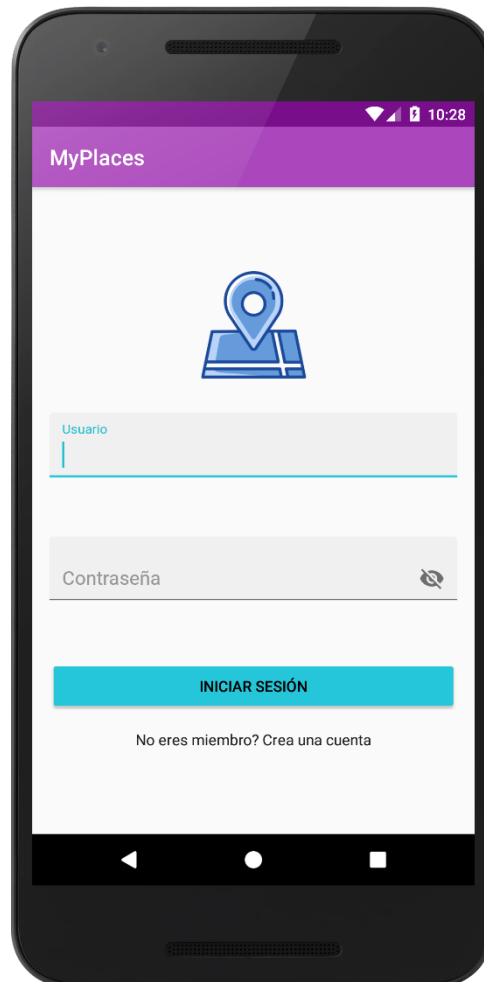 10:28
MyPlaces
Usuario
Contraseña
INICIAR SESIÓN
No eres miembro? Crea una cuenta